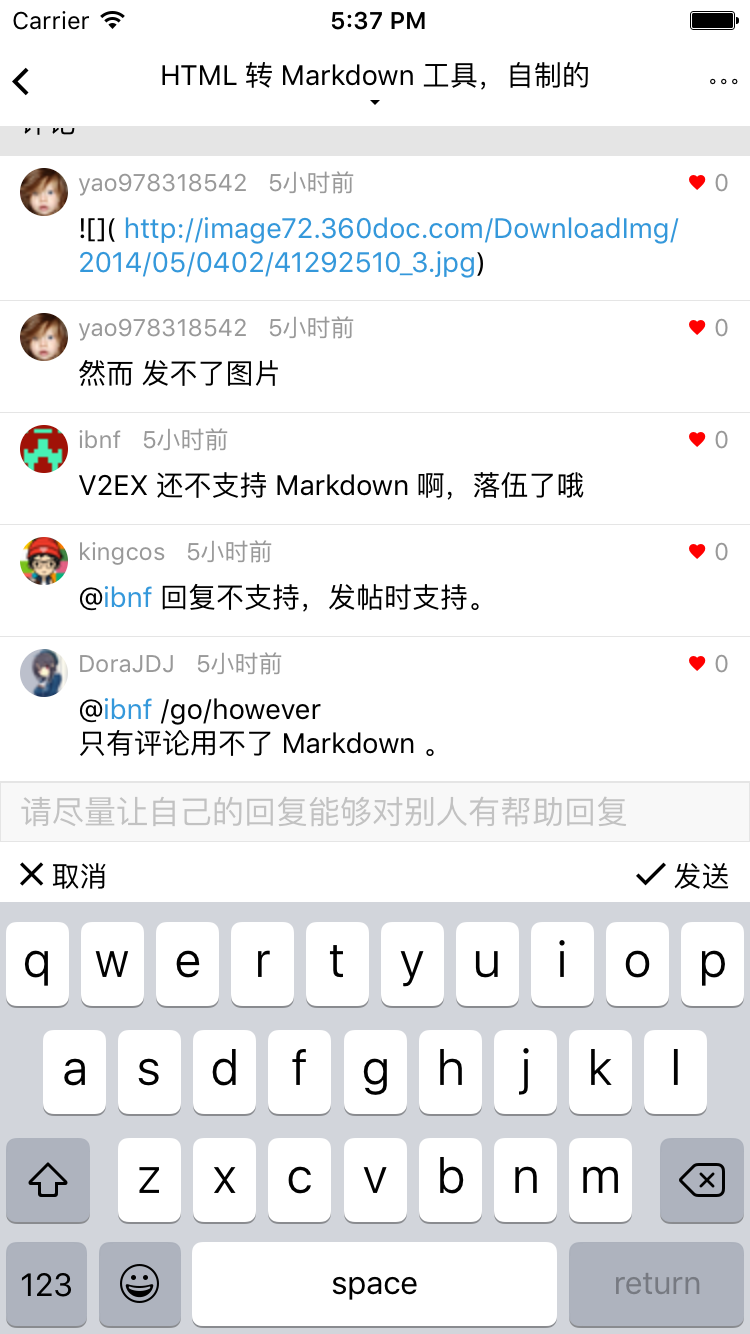 Carrier 5:37 PM
HTML 转 Markdown 工具，自制的
评论
yao978318542 5小时前 0
![]( http://image72.360doc.com/DownloadImg/
2014/05/0402/41292510_3.jpg)
yao978318542 5小时前 0
然而 发不了图片
ibnf 5小时前 0
V2EX 还不支持 Markdown 啊，落伍了哦
kingcos 5小时前 0
@ibnf 回复不支持，发帖时支持。
DoraJDJ 5小时前 0
@ibnf /go/however
只有评论用不了 Markdown 。
请尽量让自己的回复能够对别人有帮助回复
取消 发送
q w e r t y u i o p
a s d f g h j k l
z x c v b n m
123 space return